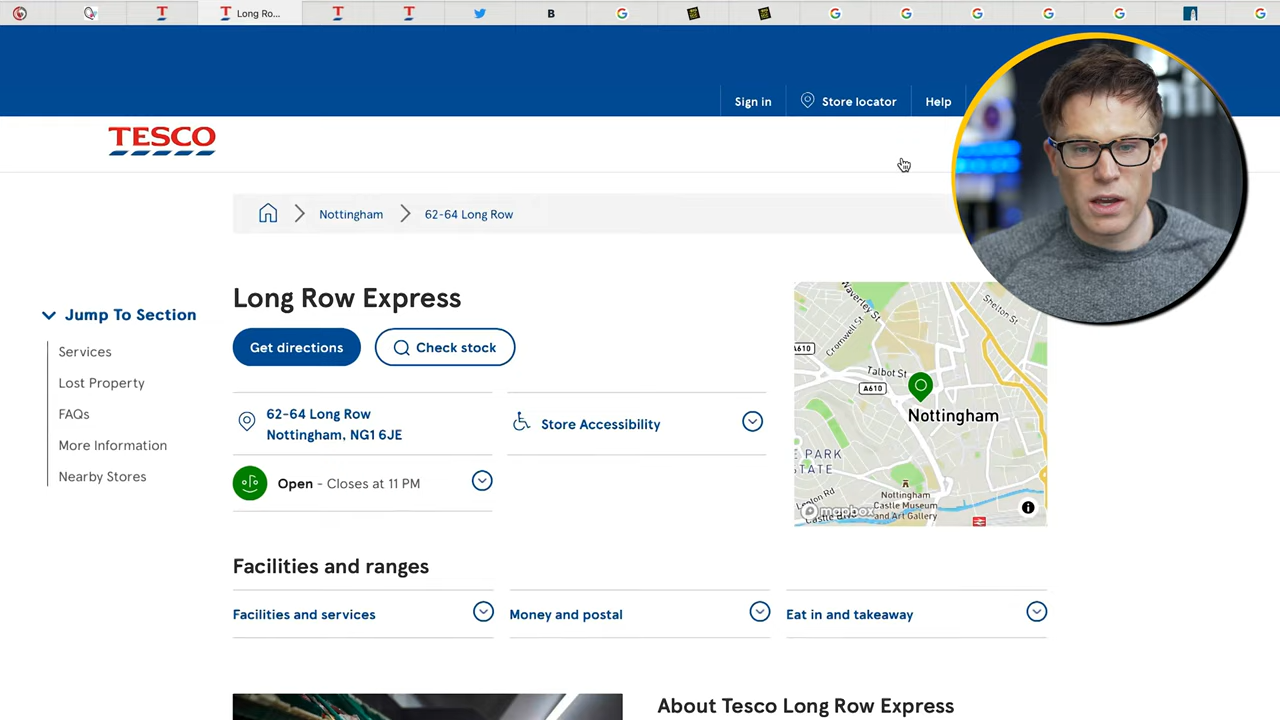 Long Ro...
B
Sign in
Store locator
Help
TESCO
Nottingham
62-64 Long Row
Long Row Express
Jump To Section
Get directions
Check stock
Services
Lost Property
FAQs
More Information
Nearby Stores
62-64 Long Row
Nottingham, NG1 6JE
Store Accessibility
Open - Closes at 11 PM
Waverley St
Shelton St
Cromwell St
A610
Talbot St
A610
Nottingham
E PARK
STATE
Lenton Rd
Castle Blvd
Nottingham
Castle Museum
and Art Gallery
mapbox
Facilities and ranges
Facilities and services
Money and postal
Eat in and takeaway
About Tesco Long Row Express